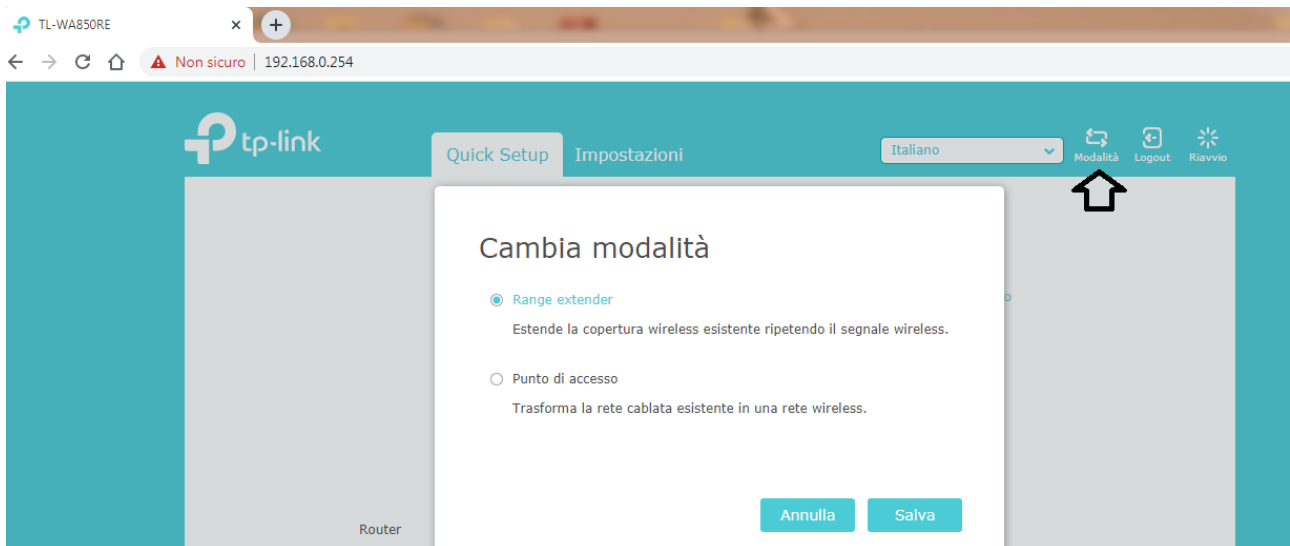 TL-WA850RE
Non sicuro | 192.168.0.254
tp-link
Quick Setup
Impostazioni
Italiano
Modalità
Logout
Riavvio
Cambia modalità
Range extender
Estende la copertura wireless esistente ripetendo il segnale wireless.
Punto di accesso
Trasforma la rete cablata esistente in una rete wireless.
Annulla
Salva
Router